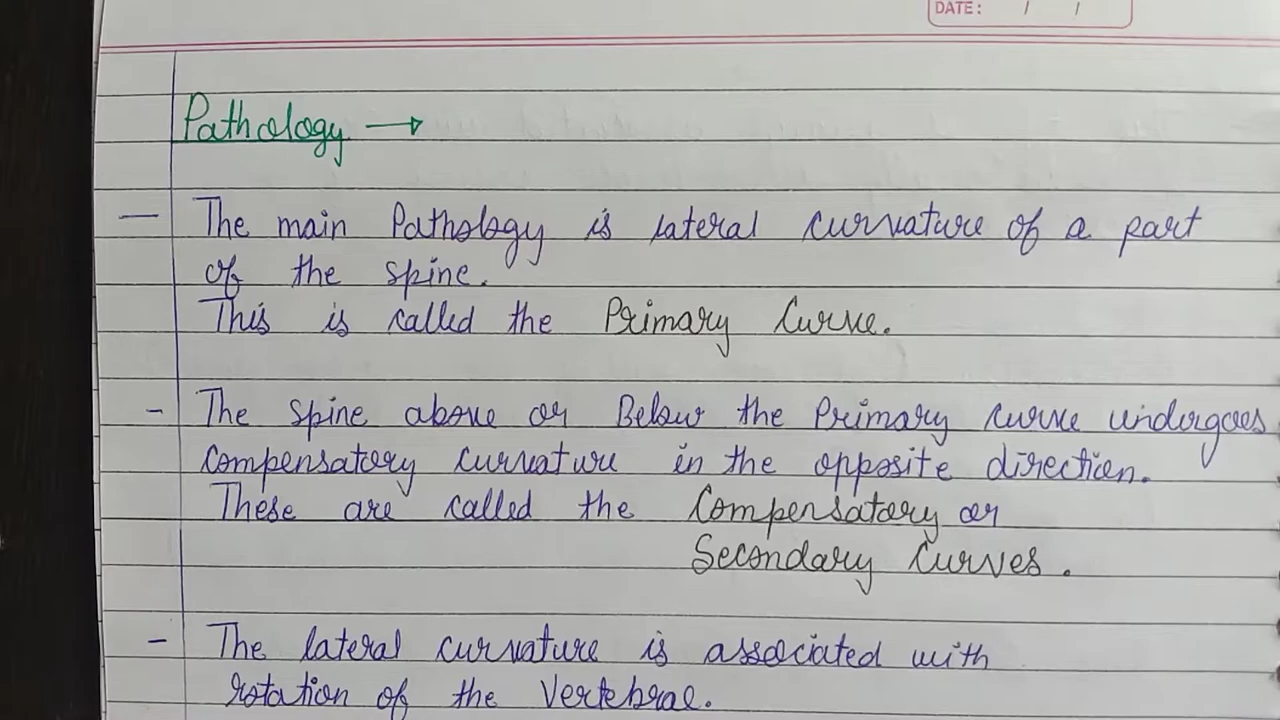 DATE: / /
Pathology →
— The main Pathology is lateral curvature of a part
of the spine.
This is called the Primary Curve.
- The spine above or Below the Primary curve undergoes
compensatory curvature in the opposite direction.
These are called the Compensatory or
Secondary Curves.
- The lateral curvature is associated with
rotation of the Vertebrae.